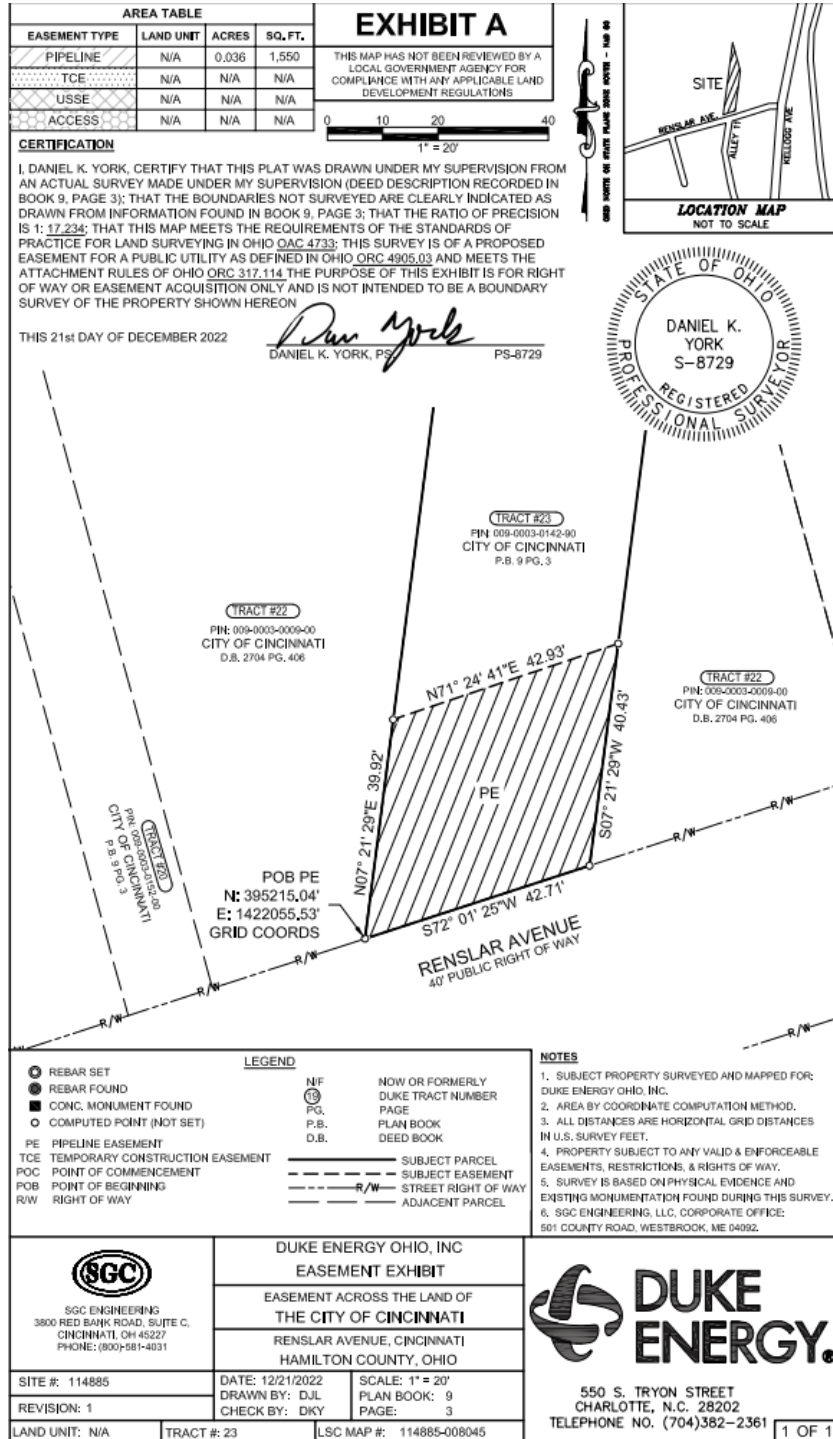 AREA TABLE
EASEMENT TYPE LAND UNIT ACRES SQ. FT.
PIPELINE N/A 0.036 1,550
TCE N/A N/A N/A
USSE N/A N/A N/A
ACCESS N/A N/A N/A
EXHIBIT A
THIS MAP HAS NOT BEEN REVIEWED BY A
LOCAL GOVERNMENT AGENCY FOR
COMPLIANCE WITH ANY APPLICABLE LAND
DEVELOPMENT REGULATIONS
0 10 20 40
1" = 20'
GRID NORTH OH STATE PLANE ZONE SOUTH - NAD 83
SITE
RENSLAR AVE.
ALLEY 11
KELLOGG AVE
LOCATION MAP
NOT TO SCALE
CERTIFICATION
I, DANIEL K. YORK, CERTIFY THAT THIS PLAT WAS DRAWN UNDER MY SUPERVISION FROM
AN ACTUAL SURVEY MADE UNDER MY SUPERVISION (DEED DESCRIPTION RECORDED IN
BOOK 9, PAGE 3); THAT THE BOUNDARIES NOT SURVEYED ARE CLEARLY INDICATED AS
DRAWN FROM INFORMATION FOUND IN BOOK 9, PAGE 3; THAT THE RATIO OF PRECISION
IS 1: 17,234; THAT THIS MAP MEETS THE REQUIREMENTS OF THE STANDARDS OF
PRACTICE FOR LAND SURVEYING IN OHIO OAC 4733; THIS SURVEY IS OF A PROPOSED
EASEMENT FOR A PUBLIC UTILITY AS DEFINED IN OHIO ORC 4905.03 AND MEETS THE
ATTACHMENT RULES OF OHIO ORC 317.114 THE PURPOSE OF THIS EXHIBIT IS FOR RIGHT
OF WAY OR EASEMENT ACQUISITION ONLY AND IS NOT INTENDED TO BE A BOUNDARY
SURVEY OF THE PROPERTY SHOWN HEREON
THIS 21st DAY OF DECEMBER 2022
Dan York
DANIEL K. YORK, PS PS-8729
STATE OF OHIO
DANIEL K.
YORK
S-8729
REGISTERED
PROFESSIONAL SURVEYOR
TRACT #23
PIN: 009-0003-0142-90
CITY OF CINCINNATI
P.B. 9 PG. 3
TRACT #22
PIN: 009-0003-0009-00
CITY OF CINCINNATI
D.B. 2704 PG. 406
N71° 24' 41"E 42.93'
TRACT #22
PIN: 009-0003-0009-00
CITY OF CINCINNATI
D.B. 2704 PG. 406
N07° 21' 29"E 39.92'
PE
S07° 21' 29"W 40.43'
S72° 01' 25"W 42.71'
TRACT #20
PIN: 009-0003-0152-00
CITY OF CINCINNATI
P.B. 9 PG. 3
POB PE
N: 395215.04'
E: 1422055.53'
GRID COORDS
RENSLAR AVENUE
40' PUBLIC RIGHT OF WAY
R/W
R/W
R/W
R/W
R/W
R/W
LEGEND
REBAR SET
REBAR FOUND
CONC. MONUMENT FOUND
COMPUTED POINT (NOT SET)
PE PIPELINE EASEMENT
TCE TEMPORARY CONSTRUCTION EASEMENT
POC POINT OF COMMENCEMENT
POB POINT OF BEGINNING
R/W RIGHT OF WAY
N/F NOW OR FORMERLY
19 DUKE TRACT NUMBER
PG. PAGE
P.B. PLAN BOOK
D.B. DEED BOOK
SUBJECT PARCEL
SUBJECT EASEMENT
R/W STREET RIGHT OF WAY
ADJACENT PARCEL
NOTES
1. SUBJECT PROPERTY SURVEYED AND MAPPED FOR:
DUKE ENERGY OHIO, INC.
2. AREA BY COORDINATE COMPUTATION METHOD.
3. ALL DISTANCES ARE HORIZONTAL GRID DISTANCES
IN U.S. SURVEY FEET.
4. PROPERTY SUBJECT TO ANY VALID & ENFORCEABLE
EASEMENTS, RESTRICTIONS, & RIGHTS OF WAY.
5. SURVEY IS BASED ON PHYSICAL EVIDENCE AND
EXISTING MONUMENTATION FOUND DURING THIS SURVEY.
6. SGC ENGINEERING, LLC, CORPORATE OFFICE:
501 COUNTY ROAD, WESTBROOK, ME 04092.
SGC
SGC ENGINEERING
3800 RED BANK ROAD, SUITE C,
CINCINNATI, OH 45227
PHONE: (800)-581-4031
DUKE ENERGY OHIO, INC
EASEMENT EXHIBIT
EASEMENT ACROSS THE LAND OF
THE CITY OF CINCINNATI
RENSLAR AVENUE, CINCINNATI
HAMILTON COUNTY, OHIO
SITE #: 114885
REVISION: 1
DATE: 12/21/2022
DRAWN BY: DJL
CHECK BY: DKY
SCALE: 1" = 20'
PLAN BOOK: 9
PAGE: 3
LAND UNIT: N/A
TRACT #: 23
LSC MAP #: 114885-008045
DUKE
ENERGY®
550 S. TRYON STREET
CHARLOTTE, N.C. 28202
TELEPHONE NO. (704)382-2361
1 OF 1